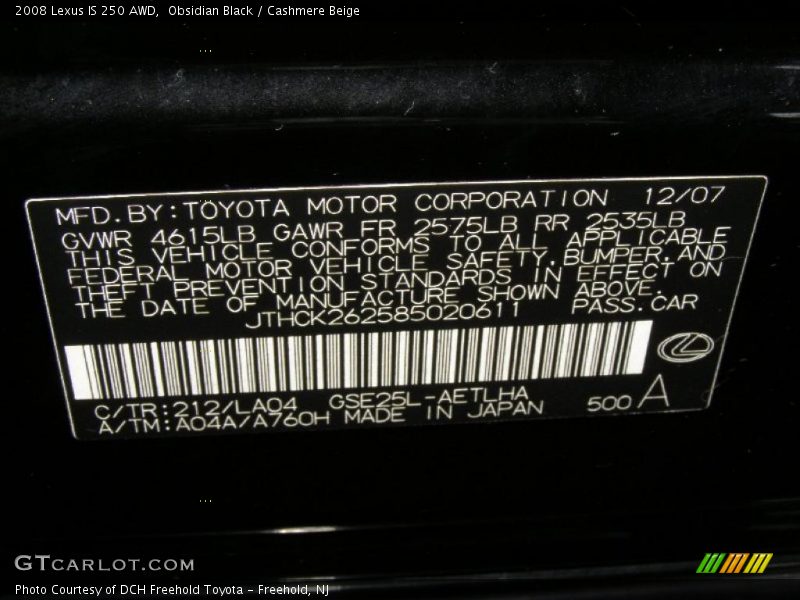 2008 Lexus IS 250 AWD,  Obsidian Black / Cashmere Beige
MFD.BY:TOYOTA MOTOR CORPORATION 12/07
GVWR 4615LB GAWR FR 2575LB RR 2535LB
THIS VEHICLE CONFORMS TO ALL APPLICABLE
FEDERAL MOTOR VEHICLE SAFETY,BUMPER,AND
THEFT PREVENTION STANDARDS IN EFFECT ON
THE DATE OF MANUFACTURE SHOWN ABOVE.
JTHCK262585020611 PASS.CAR
C/TR:212/LA04 GSE25L-AETLHA
A/TM:A04A/A760H MADE IN JAPAN 500 A
GTCARLOT.COM
Photo Courtesy of DCH Freehold Toyota - Freehold, NJ